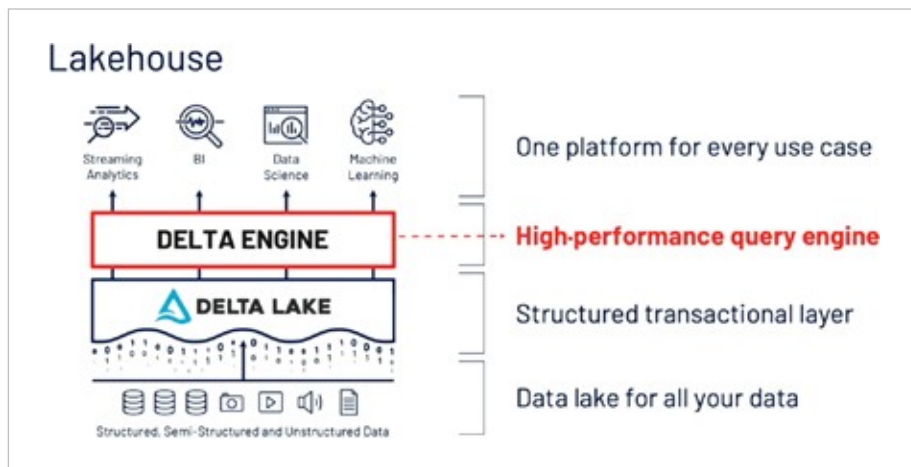 Lakehouse
Streaming
Analytics
BI
Data
Science
Machine
Learning
One platform for every use case
DELTA ENGINE
High-performance query engine
DELTA LAKE
Structured transactional layer
Structured, Semi-Structured and Unstructured Data
Data lake for all your data